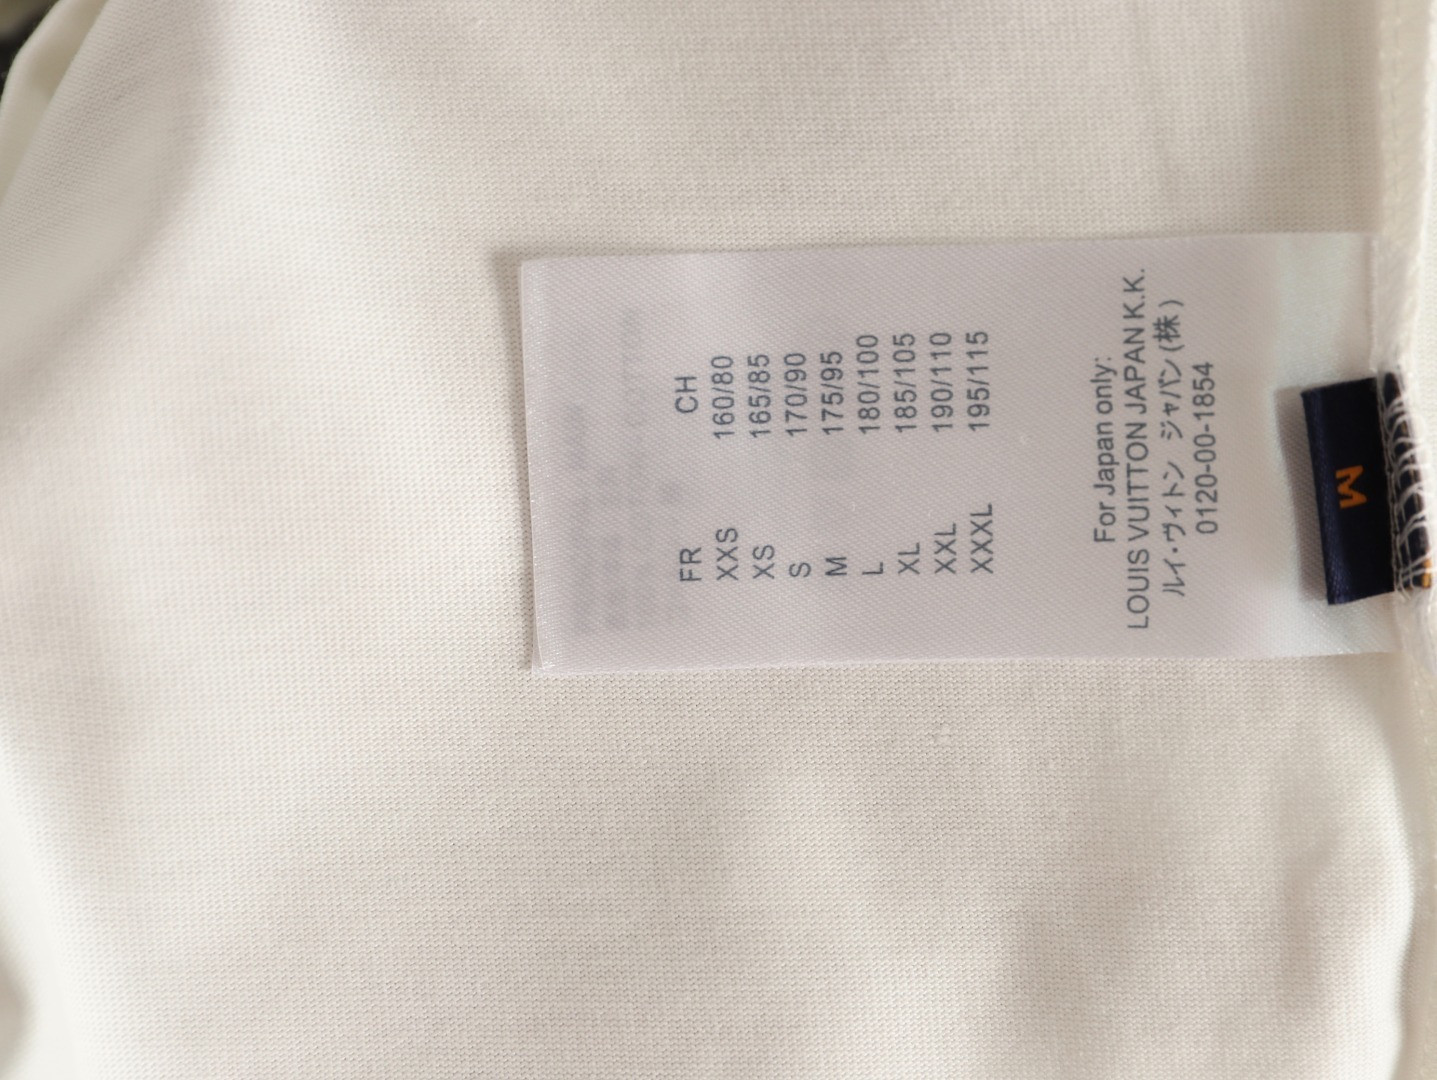 FR CH
XXS 160/80
XS 165/85
S 170/90
M 175/95
L 180/100
XL 185/105
XXL 190/110
XXXL 195/115
For Japan only:
LOUIS VUITTON JAPAN K.K.
ルイ・ヴィトン ジャパン(株)
0120-00-1854
M